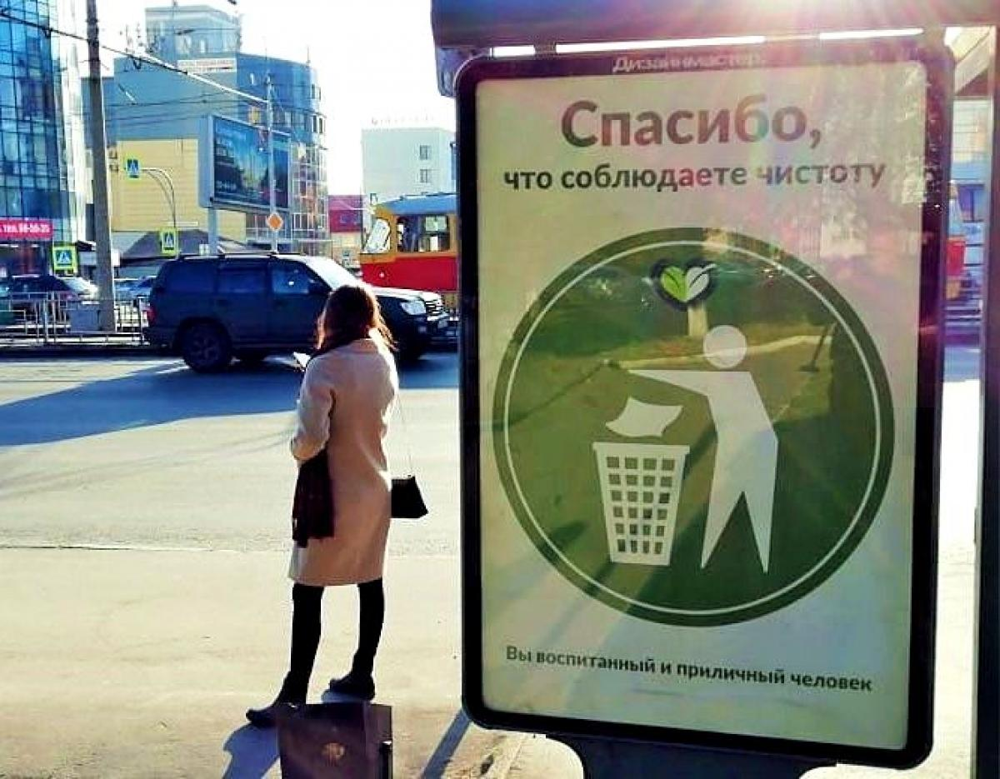 Дизайнмастер
Спасибо,
что соблюдаете чистоту
Вы воспитанный и приличный человек